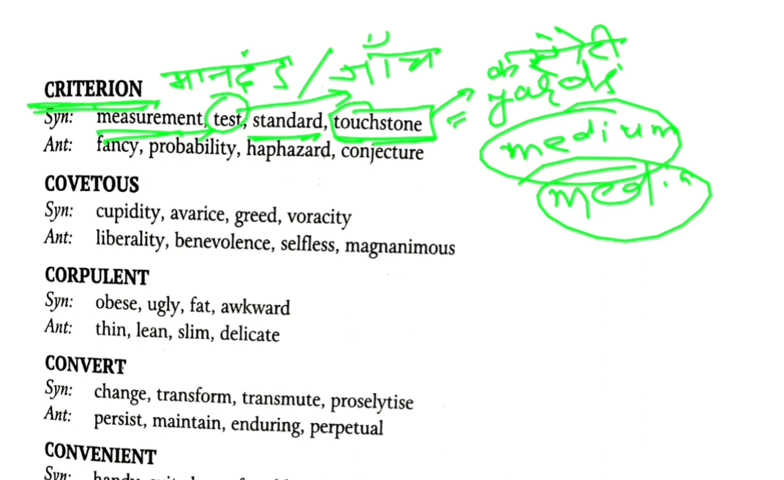 मानदंड / जाँच
कसौटी
CRITERION
yards
Syn: measurement, test, standard, touchstone =
Ant: fancy, probability, haphazard, conjecture
medium
COVETOUS
Syn: cupidity, avarice, greed, voracity
Ant: liberality, benevolence, selfless, magnanimous
CORPULENT
Syn: obese, ugly, fat, awkward
Ant: thin, lean, slim, delicate
CONVERT
Syn: change, transform, transmute, proselytise
Ant: persist, maintain, enduring, perpetual
CONVENIENT
Syn: